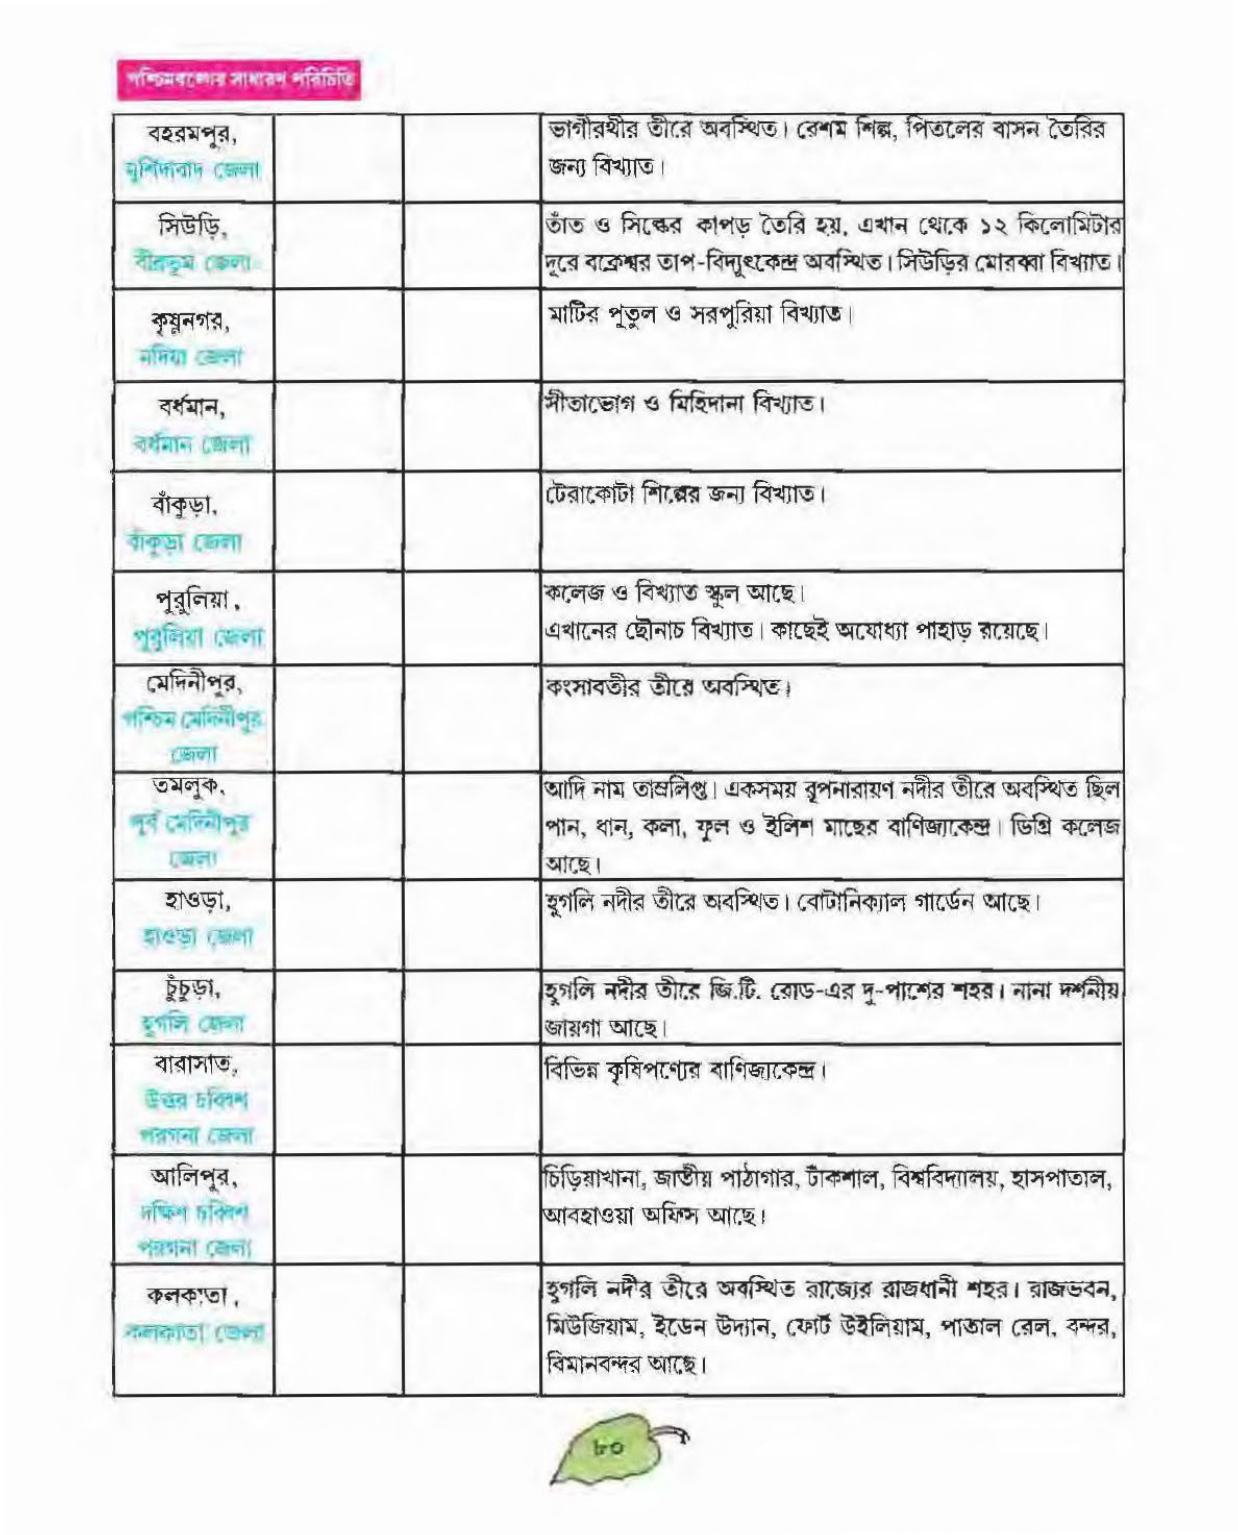 পশ্চিমবঙ্গের সাধারণ পরিচিতি
বহরমপুর,
মুর্শিদাবাদ জেলা
ভাগীরথীর তীরে অবস্থিত। রেশম শিল্প, পিতলের বাসন তৈরির
জন্য বিখ্যাত।
সিউড়ি,
বীরভূম জেলা
তাঁত ও সিল্কের কাপড় তৈরি হয়, এখান থেকে ১২ কিলোমিটার
দূরে বক্রেশ্বর তাপ-বিদ্যুৎকেন্দ্র অবস্থিত। সিউড়ির মোরব্বা বিখ্যাত।
কৃষ্ণনগর,
নদিয়া জেলা
মাটির পুতুল ও সরপুরিয়া বিখ্যাত।
বর্ধমান,
বর্ধমান জেলা
সীতাভোগ ও মিহিদানা বিখ্যাত।
বাঁকুড়া,
বাঁকুড়া জেলা
টেরাকোটা শিল্পের জন্য বিখ্যাত।
পুরুলিয়া,
পুরুলিয়া জেলা
কলেজ ও বিখ্যাত স্কুল আছে।
এখানের ছৌনাচ বিখ্যাত। কাছেই অযোধ্যা পাহাড় রয়েছে।
মেদিনীপুর,
পশ্চিম মেদিনীপুর
জেলা
কংসাবতীর তীরে অবস্থিত।
তমলুক,
পূর্ব মেদিনীপুর
জেলা
আদি নাম তাম্রলিপ্ত। একসময় রূপনারায়ণ নদীর তীরে অবস্থিত ছিল
পান, ধান, কলা, ফুল ও ইলিশ মাছের বাণিজ্যকেন্দ্র। ডিগ্রি কলেজ
আছে।
হাওড়া,
হাওড়া জেলা
হুগলি নদীর তীরে অবস্থিত। বোটানিক্যাল গার্ডেন আছে।
চুঁচুড়া,
হুগলি জেলা
হুগলি নদীর তীরে জি.টি. রোড-এর দু-পাশের শহর। নানা দর্শনীয়
জায়গা আছে।
বারাসাত,
উত্তর চব্বিশ
পরগনা জেলা
বিভিন্ন কৃষিপণ্যের বাণিজ্যকেন্দ্র।
আলিপুর,
দক্ষিণ চব্বিশ
পরগনা জেলা
চিড়িয়াখানা, জাতীয় পাঠাগার, টাঁকশাল, বিশ্ববিদ্যালয়, হাসপাতাল,
আবহাওয়া অফিস আছে।
কলকাতা,
কলকাতা জেলা
হুগলি নদীর তীরে অবস্থিত রাজ্যের রাজধানী শহর। রাজভবন,
মিউজিয়াম, ইডেন উদ্যান, ফোর্ট উইলিয়াম, পাতাল রেল, বন্দর,
বিমানবন্দর আছে।
৮০